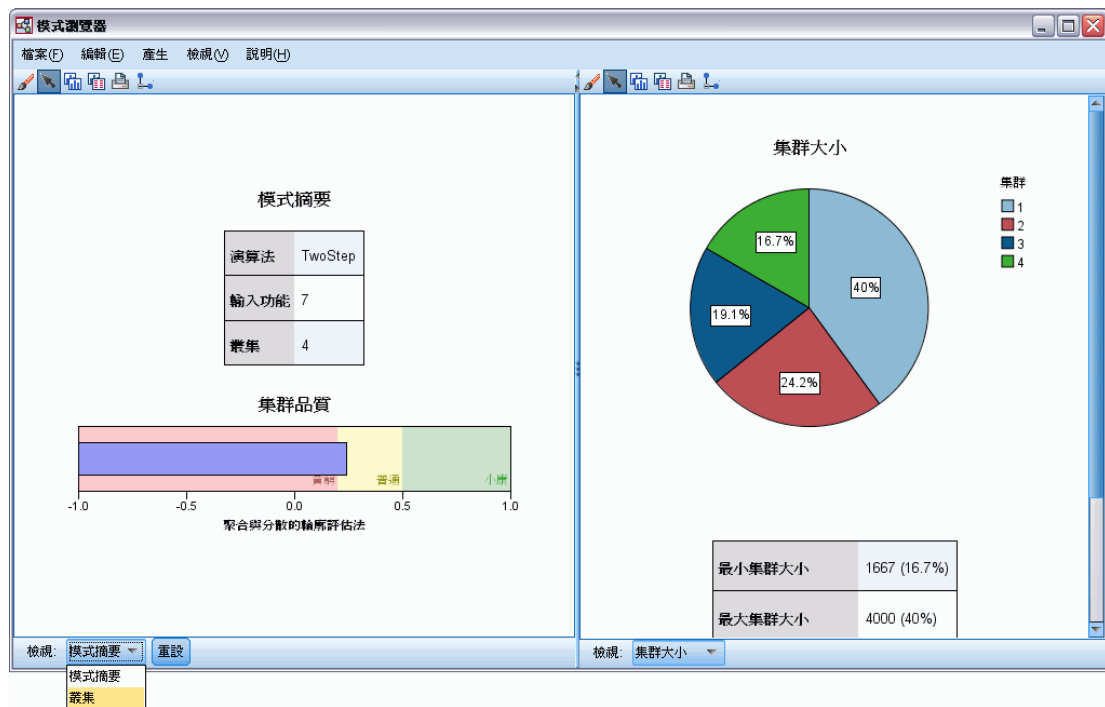 模式瀏覽器
檔案(F) 編輯(E) 產生 檢視(V) 說明(H)
模式摘要
演算法 TwoStep
輸入功能 7
叢集 4
集群品質
貧弱 普通 小康
-1.0 -0.5 0.0 0.5 1.0
聚合與分散的輪廓評估法
檢視: 模式摘要 重設
模式摘要
叢集
集群大小
集群
1
2
3
4
16.7%
40%
19.1%
24.2%
最小集群大小 1667 (16.7%)
最大集群大小 4000 (40%)
檢視: 集群大小